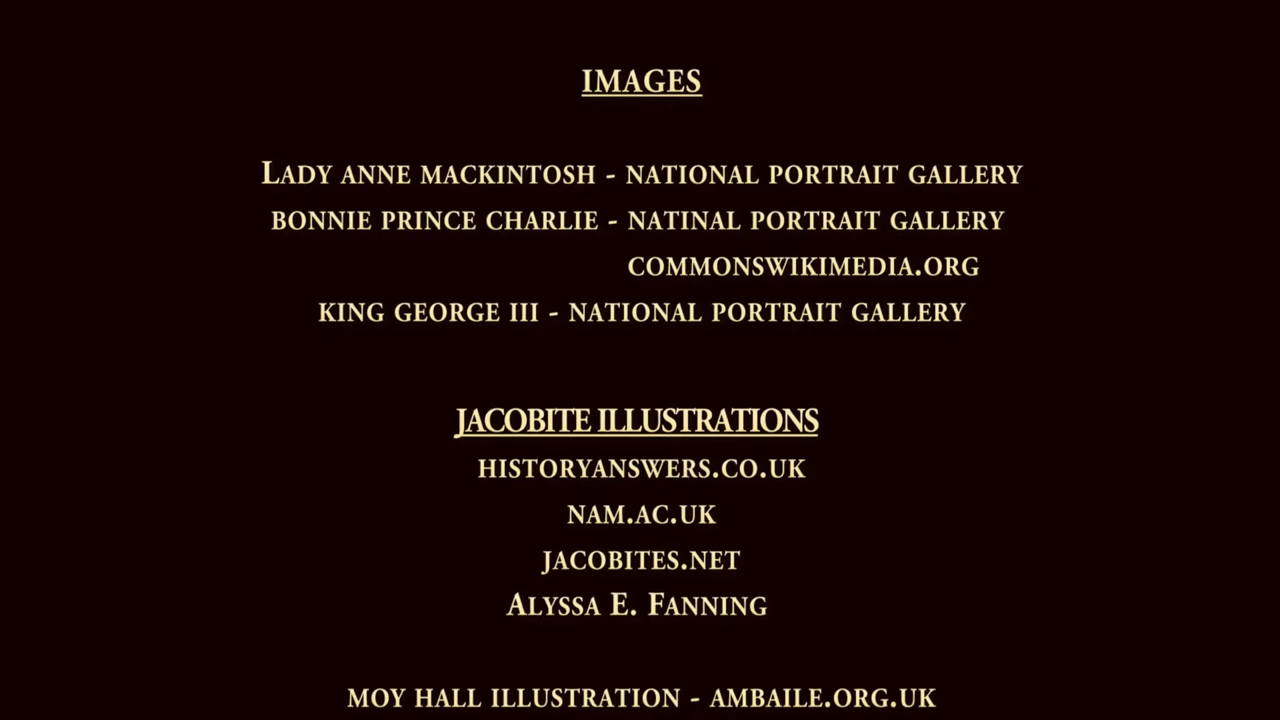 IMAGES
LADY ANNE MACKINTOSH - NATIONAL PORTRAIT GALLERY
BONNIE PRINCE CHARLIE - NATINAL PORTRAIT GALLERY
COMMONSWIKIMEDIA.ORG
KING GEORGE III - NATIONAL PORTRAIT GALLERY
JACOBITE ILLUSTRATIONS
HISTORYANSWERS.CO.UK
NAM.AC.UK
JACOBITES.NET
ALYSSA E. FANNING
MOY HALL ILLUSTRATION - AMBAILE.ORG.UK